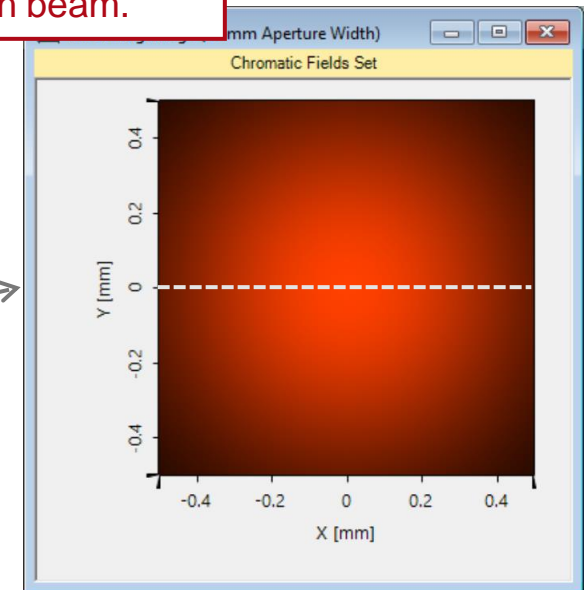 beam.
mm Aperture Width)
Chromatic Fields Set
0.4
0.2
0
-0.2
-0.4
Y [mm]
-0.4 -0.2 0 0.2 0.4
X [mm]